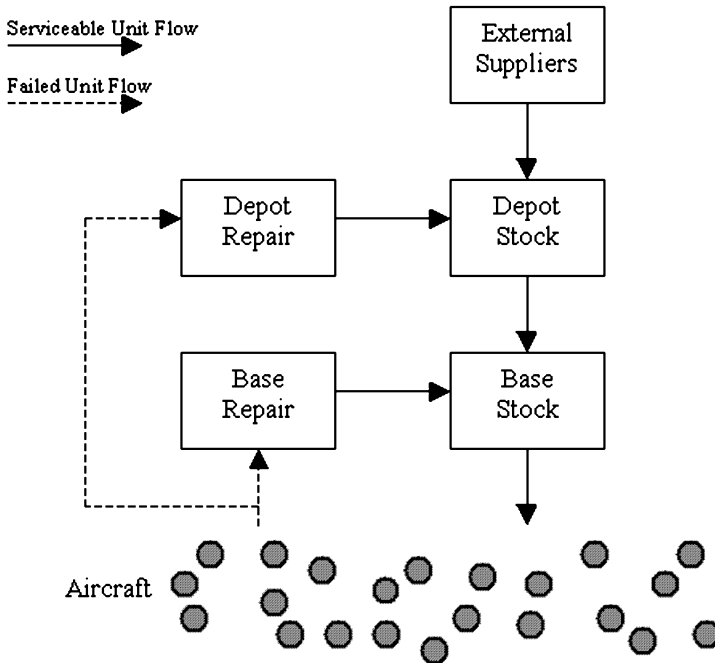 Serviceable Unit Flow
Failed Unit Flow
External
Suppliers
Depot
Repair
Depot
Stock
Base
Repair
Base
Stock
Aircraft